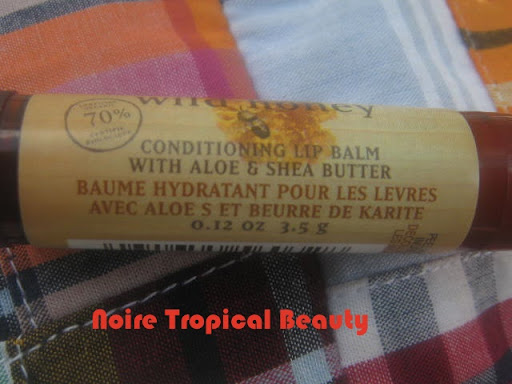 wild honey
70%
CONDITIONING LIP BALM
WITH ALOE & SHEA BUTTER
BAUME HYDRATANT POUR LES LEVRES
AVEC ALOE S ET BEURRE DE KARITE
0.12 OZ 3.5 g
Noire Tropical Beauty